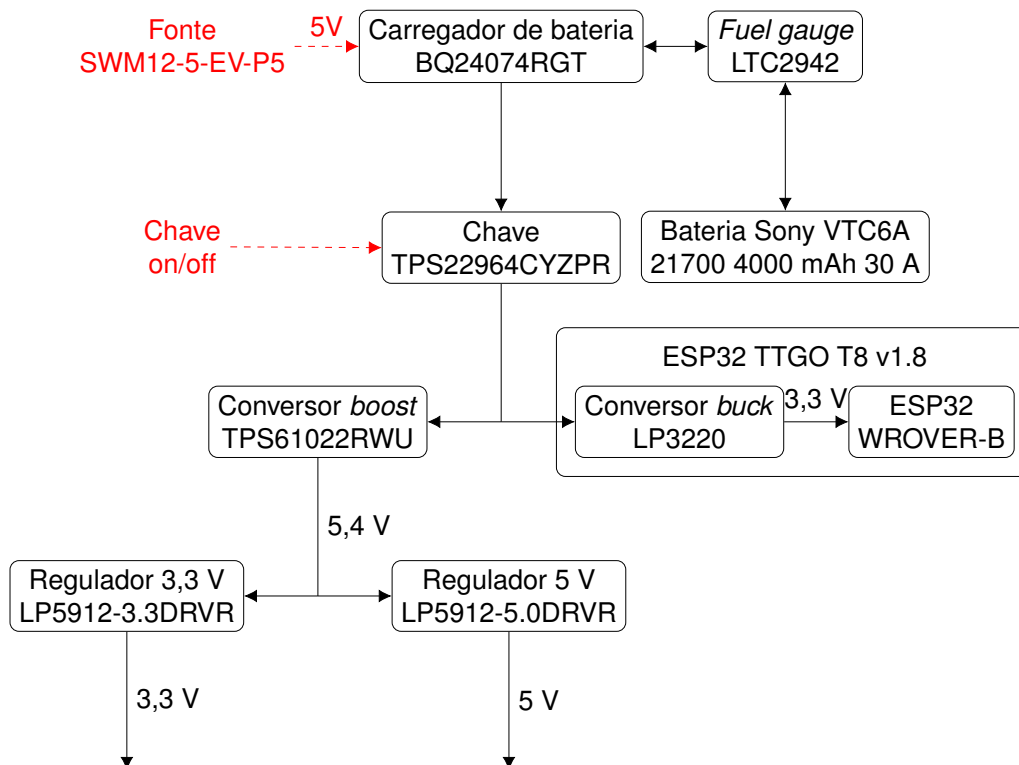 Fonte
SWM12-5-EV-P5
5V
Carregador de bateria
BQ24074RGT
Fuel gauge
LTC2942
Chave
on/off
Chave
TPS22964CYZPR
Bateria Sony VTC6A
21700 4000 mAh 30 A
ESP32 TTGO T8 v1.8
Conversor boost
TPS61022RWU
Conversor buck
LP3220
3,3 V
ESP32
WROVER-B
5,4 V
Regulador 3,3 V
LP5912-3.3DRVR
Regulador 5 V
LP5912-5.0DRVR
3,3 V
5 V